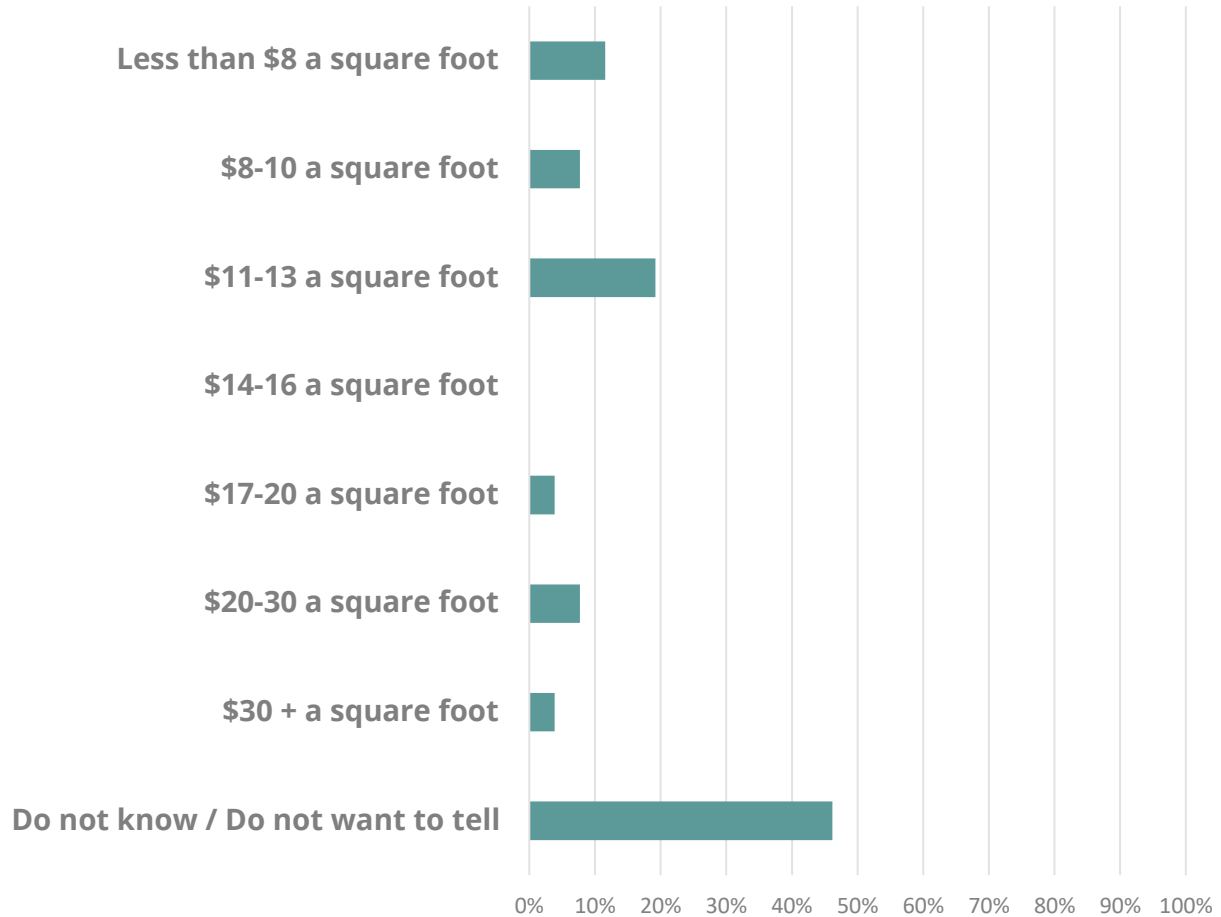 Less than $8 a square foot
$8-10 a square foot
$11-13 a square foot
$14-16 a square foot
$17-20 a square foot
$20-30 a square foot
$30 + a square foot
Do not know / Do not want to tell
0% 10% 20% 30% 40% 50% 60% 70% 80% 90% 100%